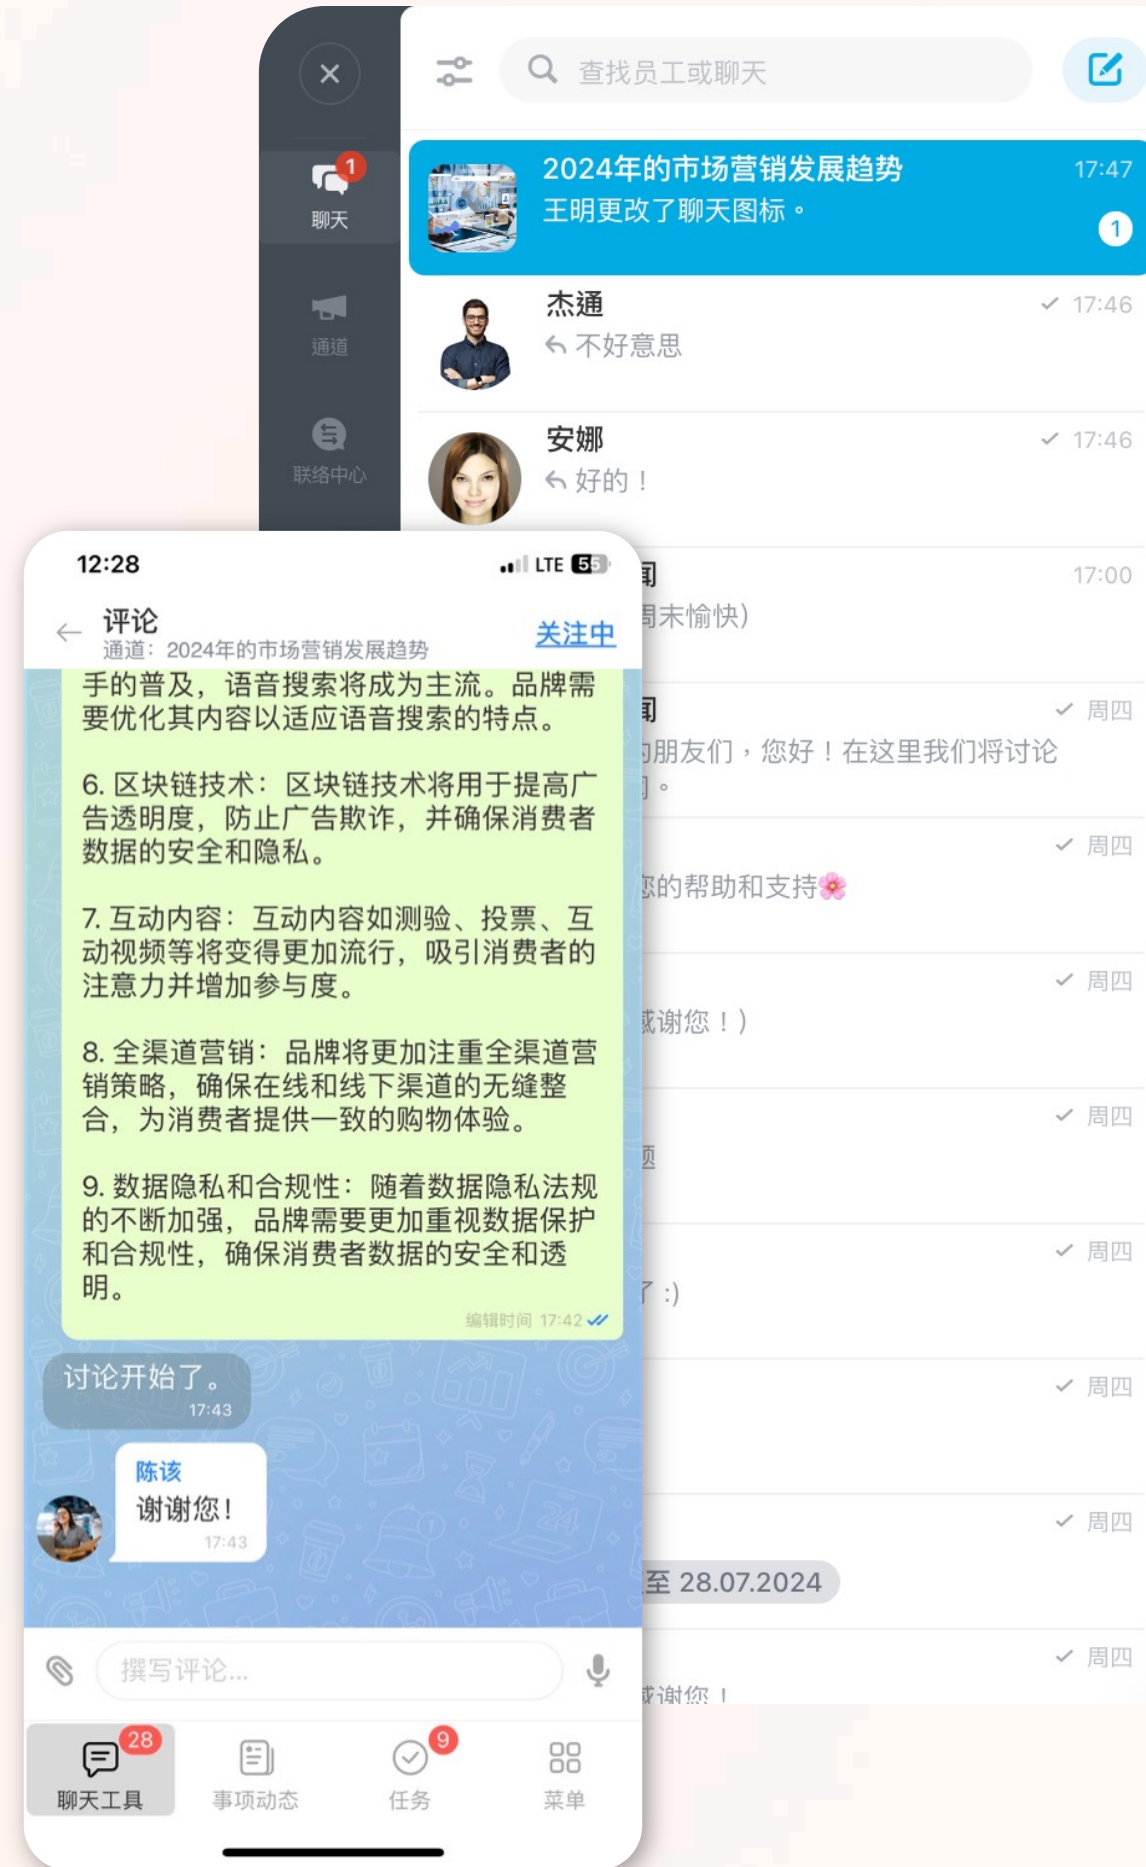 查找员工或聊天
1
聊天
通道
联络中心
2024年的市场营销发展趋势
17:47
王明更改了聊天图标。
1
杰通
17:46
不好意思
安娜
17:46
好的！
闻
17:00
周末愉快)
闻
周四
朋友们，您好！在这里我们将讨论
。
周四
您的帮助和支持🌸
周四
感谢您！)
周四
题
周四
了 :)
周四
周四
至 28.07.2024
周四
感谢您！
12:28
LTE 55
评论
通道：2024年的市场营销发展趋势
关注中
手的普及，语音搜索将成为主流。品牌需
要优化其内容以适应语音搜索的特点。
6. 区块链技术：区块链技术将用于提高广
告透明度，防止广告欺诈，并确保消费者
数据的安全和隐私。
7. 互动内容：互动内容如测验、投票、互
动视频等将变得更加流行，吸引消费者的
注意力并增加参与度。
8. 全渠道营销：品牌将更加注重全渠道营
销策略，确保在线和线下渠道的无缝整
合，为消费者提供一致的购物体验。
9. 数据隐私和合规性：随着数据隐私法规
的不断加强，品牌需要更加重视数据保护
和合规性，确保消费者数据的安全和透
明。
编辑时间 17:42
讨论开始了。
17:43
陈该
谢谢您！
17:43
撰写评论...
28
聊天工具
事项动态
9
任务
菜单